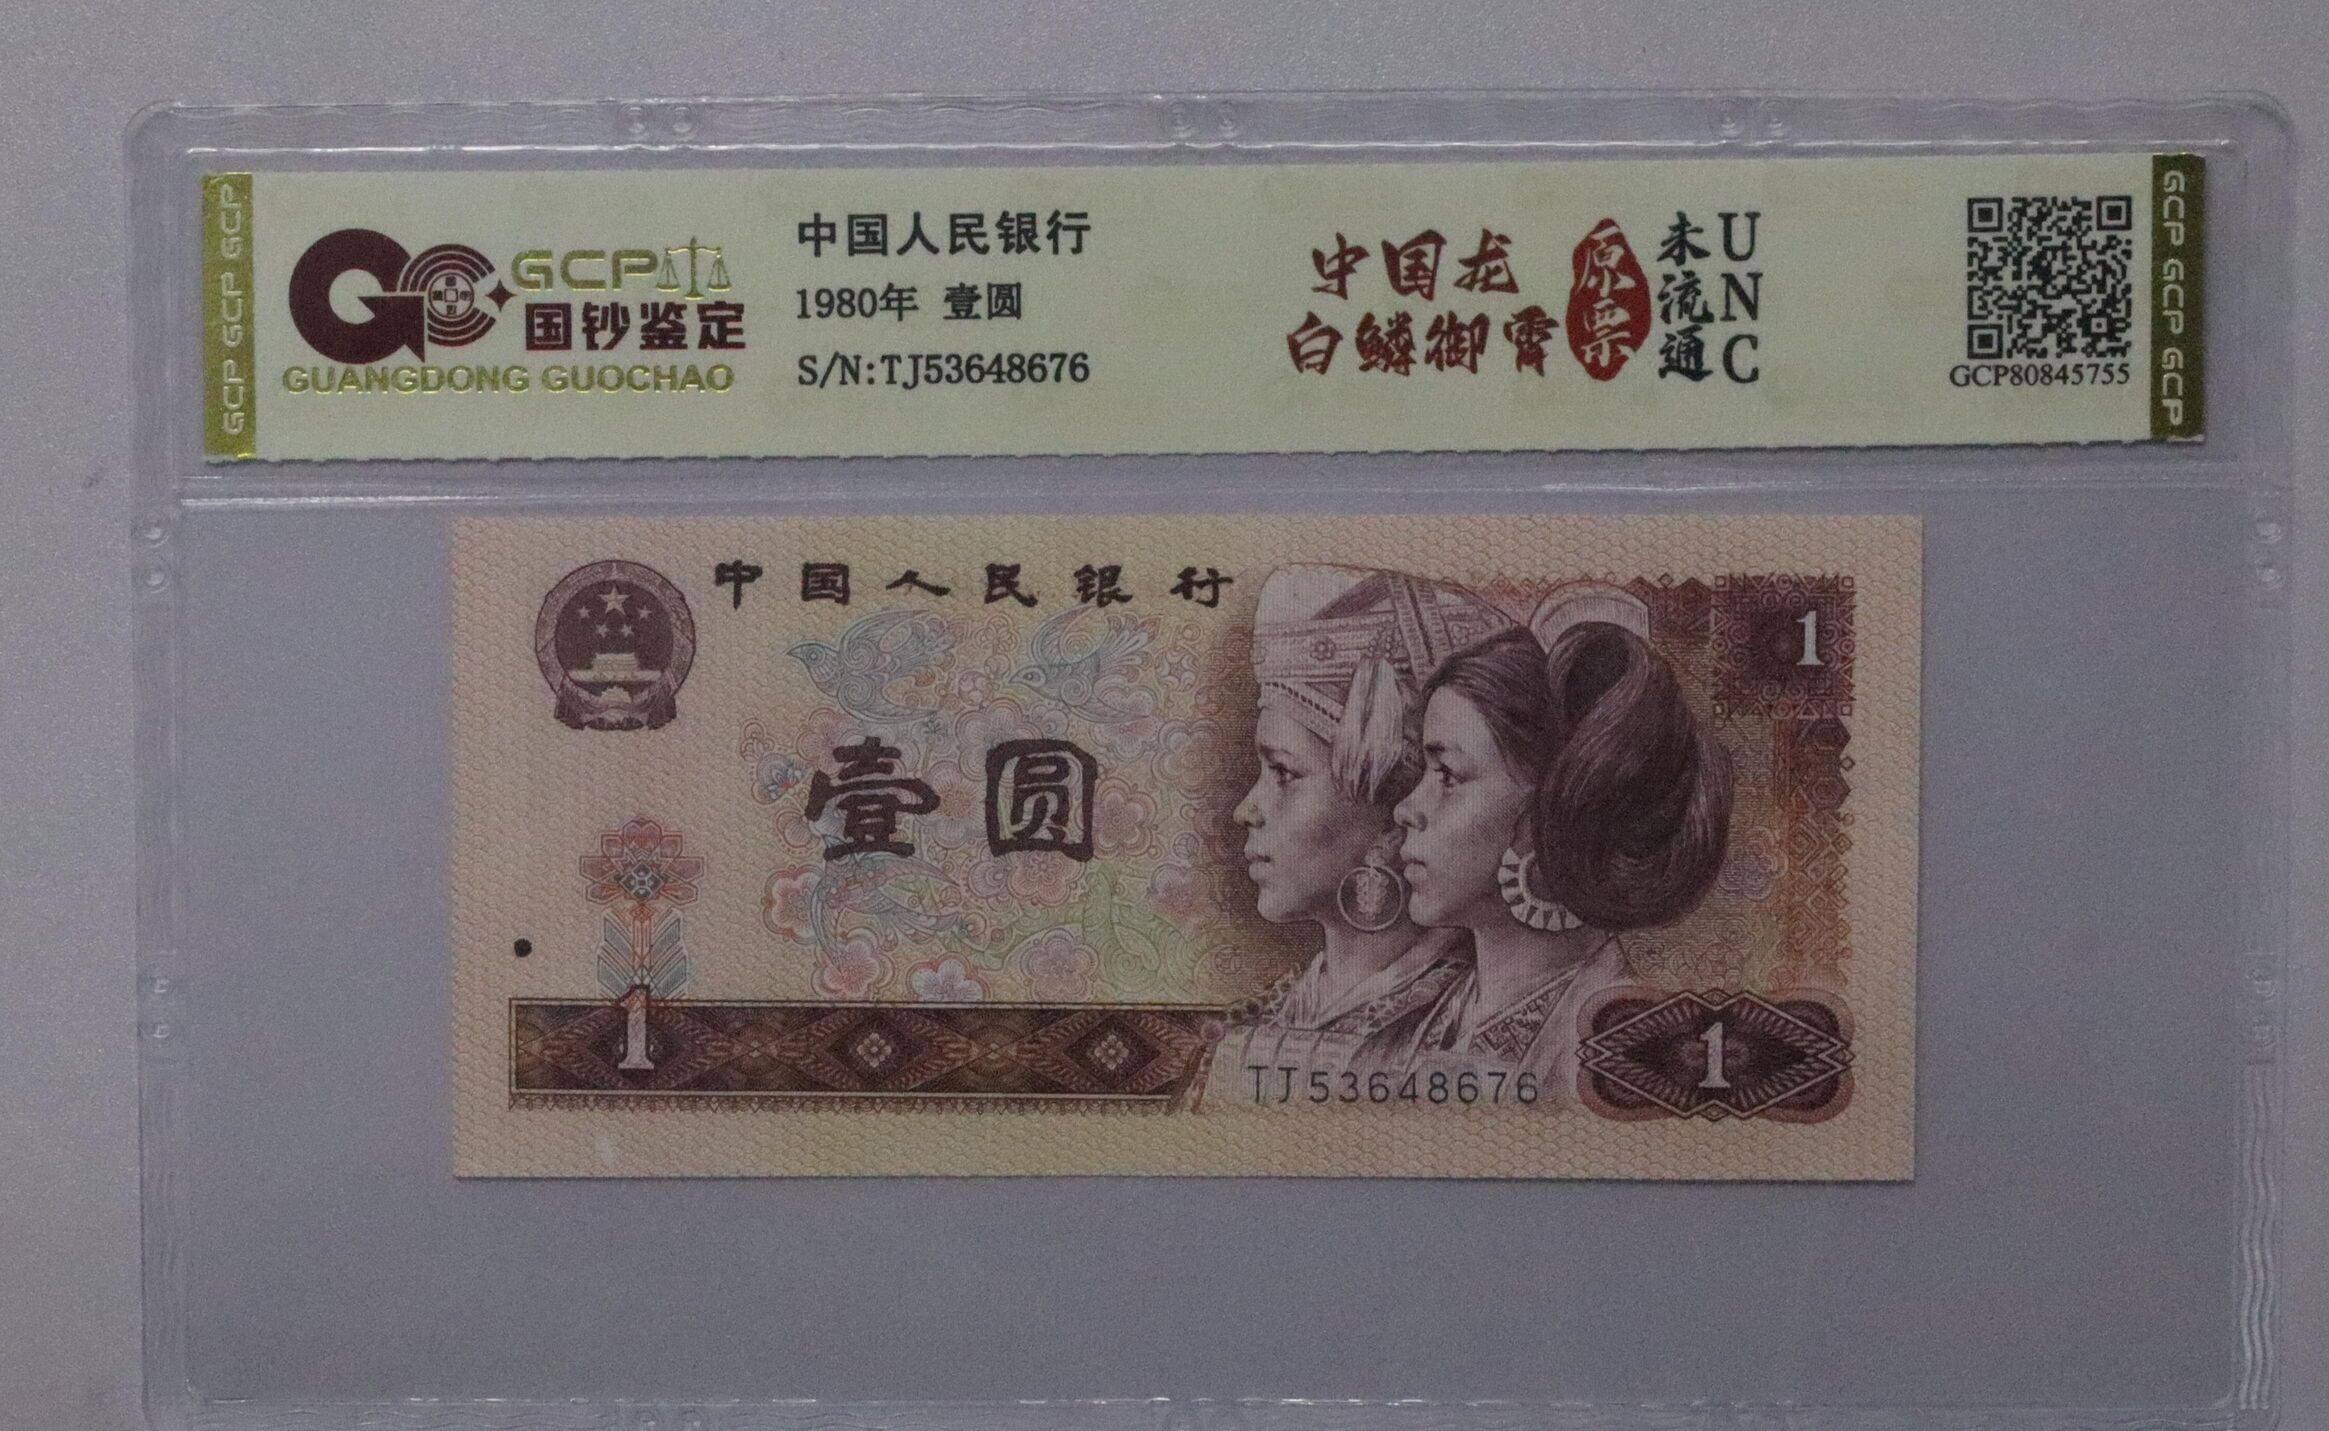 GCP GCP GCP
GCP
国钞鉴定
GUANGDONG GUOCHAO
中国人民银行
1980年 壹圆
S/N:TJ53648676
中国龙
白鳞御霄
原票
未流通
UNC
GCP80845755
GCP GCP GCP
中国人民银行
1
壹圆
1
1
TJ53648676